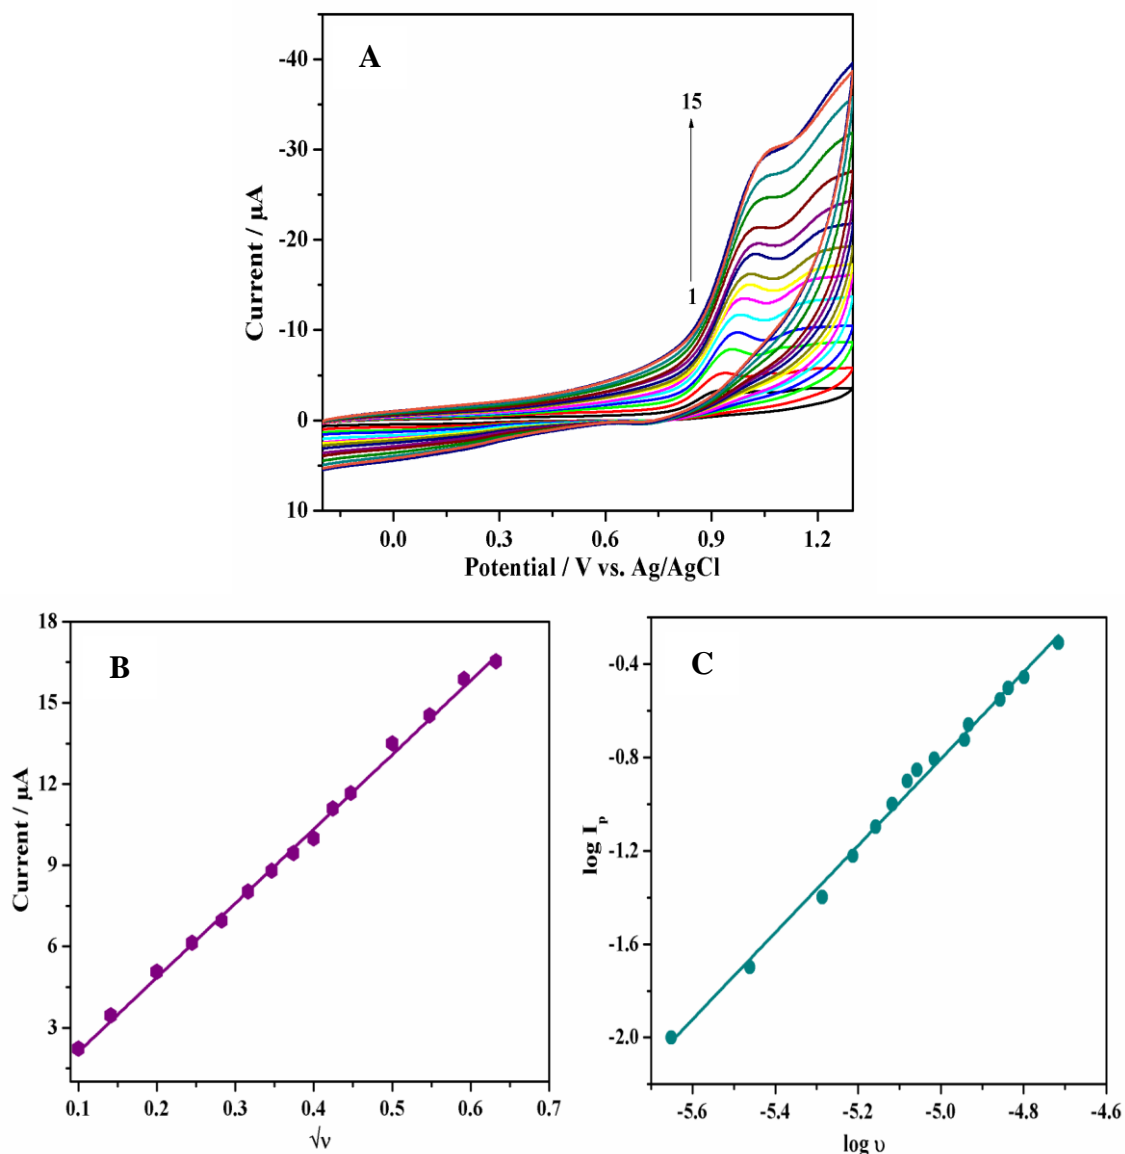 A
-40
-30
-20
-10
0
10
15
1
Current / µA
0.0 0.3 0.6 0.9 1.2
Potential / V vs. Ag/AgCl
B
18
15
12
9
6
3
Current / µA
0.1 0.2 0.3 0.4 0.5 0.6 0.7
√ν
C
-0.4
-0.8
-1.2
-1.6
-2.0
log Iₚ
-5.6 -5.4 -5.2 -5.0 -4.8 -4.6
log υ